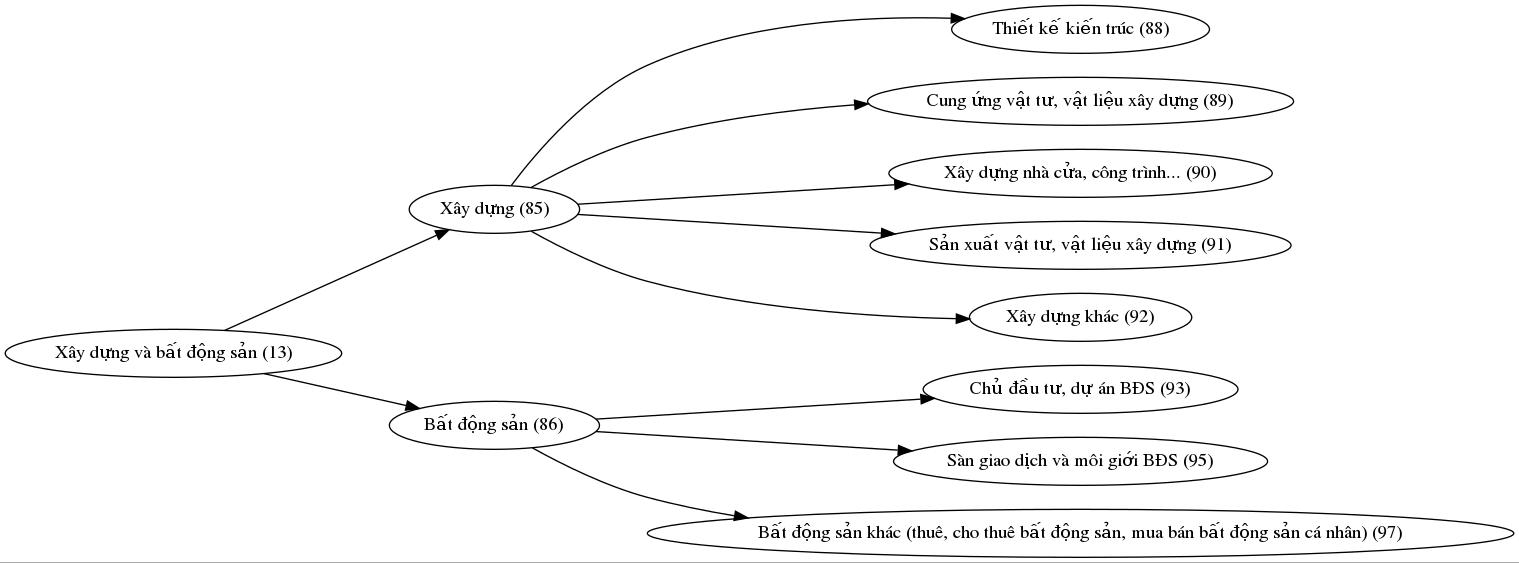 Thiết kế kiến trúc (88)
Cung ứng vật tư, vật liệu xây dựng (89)
Xây dựng nhà cửa, công trình... (90)
Xây dựng (85)
Sản xuất vật tư, vật liệu xây dựng (91)
Xây dựng khác (92)
Xây dựng và bất động sản (13)
Chủ đầu tư, dự án BĐS (93)
Bất động sản (86)
Sàn giao dịch và môi giới BĐS (95)
Bất động sản khác (thuê, cho thuê bất động sản, mua bán bất động sản cá nhân) (97)